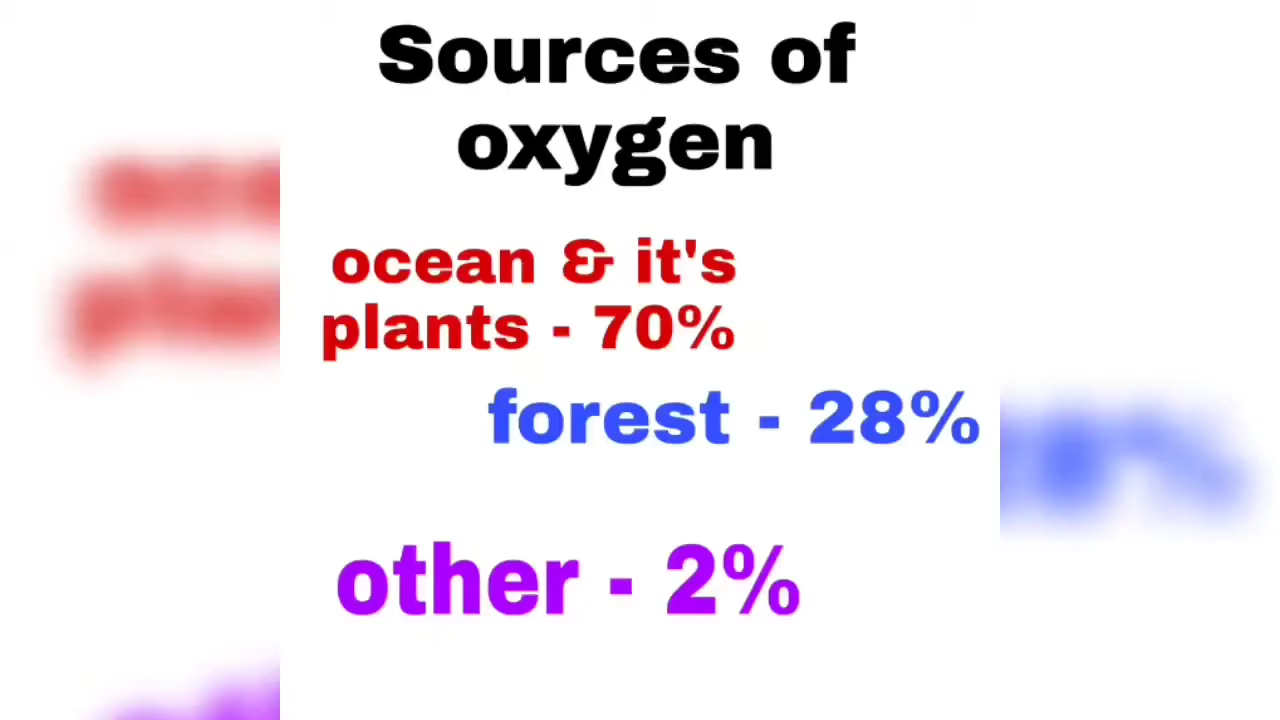 Sources of
oxygen
ocean & it's
plants - 70%
forest - 28%
other - 2%